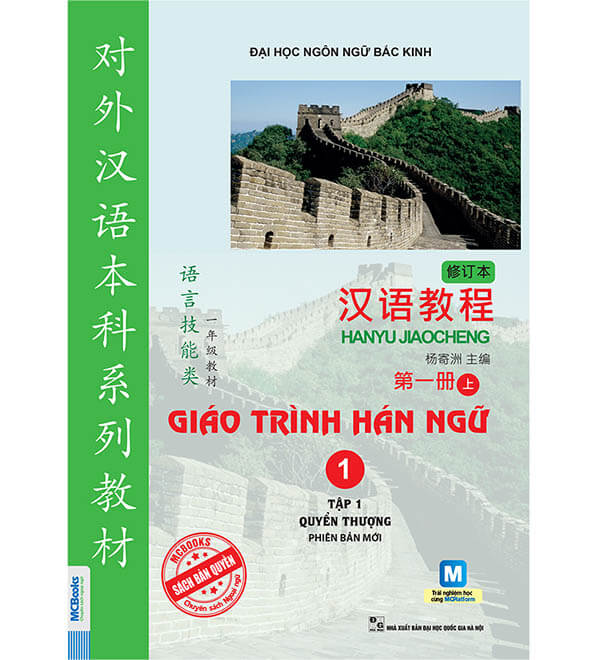 对外汉语本科系列教材
ĐẠI HỌC NGÔN NGỮ BẮC KINH
语言技能类
一年级教材
修订本
汉语教程
HANYU JIAOCHENG
杨寄洲 主编
第一册 上
GIÁO TRÌNH HÁN NGỮ
1
TẬP 1
QUYỂN THƯỢNG
PHIÊN BẢN MỚI
MCBOOKS
SÁCH BẢN QUYỀN
Chuyên sách Ngoại ngữ
M
Trải nghiệm học
cùng MCPlatform
NHÀ XUẤT BẢN ĐẠI HỌC QUỐC GIA HÀ NỘI
MCBooks